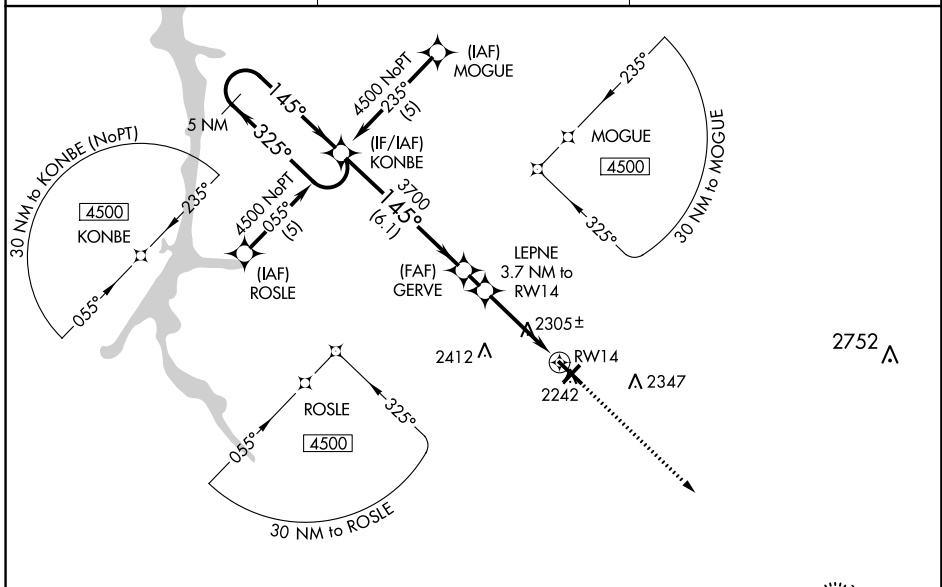 (IAF)
MOGUE
4500 NoPT
235°
(5)
145°
5 NM
325°
(IF/IAF)
KONBE
235°
MOGUE
4500
325°
30 NM to MOGUE
30 NM to KONBE (NoPT)
4500
KONBE
235°
055°
4500 NoPT
055°
(5)
(IAF)
ROSLE
3700
145°
(6.1)
(FAF)
GERVE
LEPNE
3.7 NM to
RW14
2305±
2412
RW14
2242
2347
2752
ROSLE
4500
055°
325°
30 NM to ROSLE